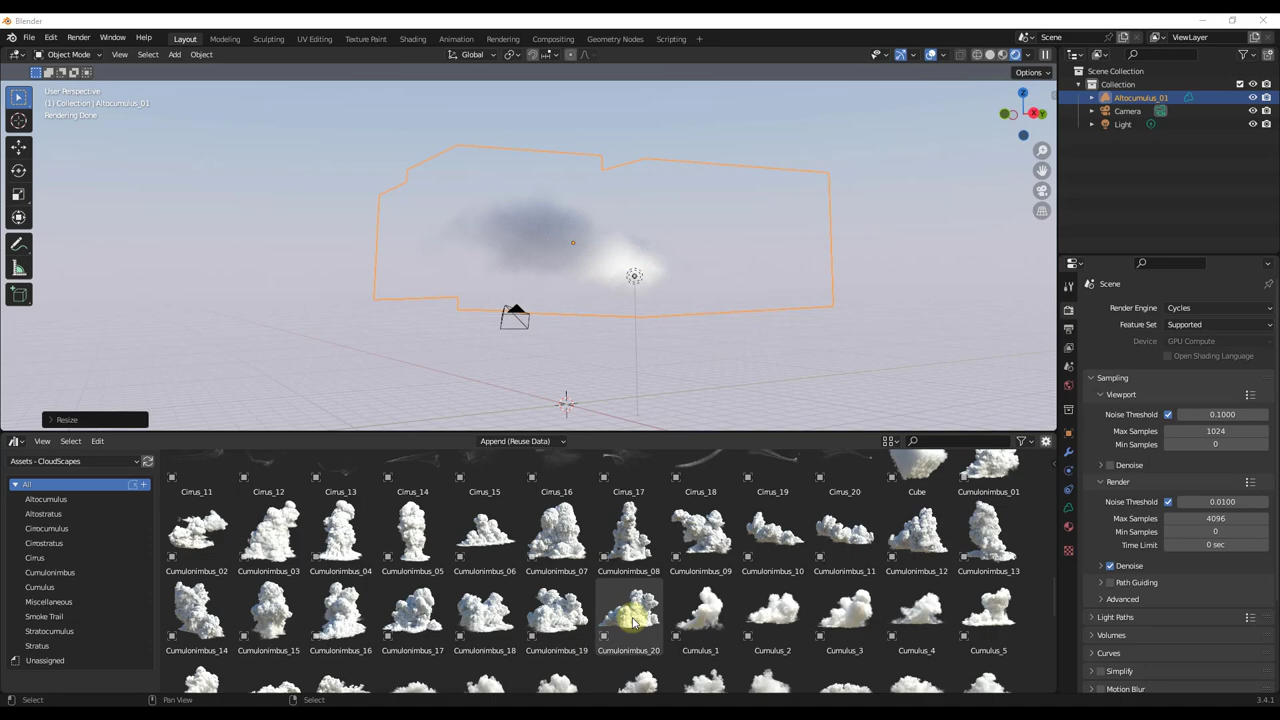 Blender
File Edit Render Window Help Layout Modeling Sculpting UV Editing Texture Paint Shading Animation Rendering Compositing Geometry Nodes Scripting Scene ViewLayer
Object Mode View Select Add Object Global
Options
User Perspective
(1) Collection | Altocumulus_01
Rendering Done
Z
X
Y
Resize
Scene Collection
Collection
Altocumulus_01
Camera
Light
Scene
Render Engine Cycles
Feature Set Supported
Device GPU Compute
Open Shading Language
Sampling
Viewport
Noise Threshold 0.1000
Max Samples 1024
Min Samples 0
Denoise
Render
Noise Threshold 0.0100
Max Samples 4096
Min Samples 0
Time Limit 0 sec
Denoise
Path Guiding
Advanced
Light Paths
Volumes
Curves
Simplify
Motion Blur
View Select Edit Append (Reuse Data)
Assets - CloudScapes
All
Altocumulus
Altostratus
Cirrocumulus
Cirrostratus
Cirrus
Cumulonimbus
Cumulus
Miscellaneous
Smoke Trail
Stratocumulus
Stratus
Unassigned
Cirrus_11 Cirrus_12 Cirrus_13 Cirrus_14 Cirrus_15 Cirrus_16 Cirrus_17 Cirrus_18 Cirrus_19 Cirrus_20 Cube Cumulonimbus_01
Cumulonimbus_02 Cumulonimbus_03 Cumulonimbus_04 Cumulonimbus_05 Cumulonimbus_06 Cumulonimbus_07 Cumulonimbus_08 Cumulonimbus_09 Cumulonimbus_10 Cumulonimbus_11 Cumulonimbus_12 Cumulonimbus_13
Cumulonimbus_14 Cumulonimbus_15 Cumulonimbus_16 Cumulonimbus_17 Cumulonimbus_18 Cumulonimbus_19 Cumulonimbus_20 Cumulus_1 Cumulus_2 Cumulus_3 Cumulus_4 Cumulus_5
Select Pan View Select 3.4.1